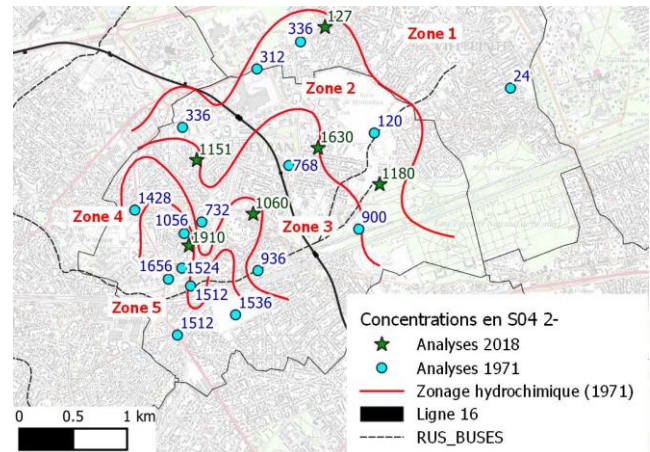 127
336
Zone 1
312
24
Zone 2
336
120
1630
1151
768
1180
1428
732
1060
Zone 4
1056
Zone 3
900
1910
1656
1524
936
1512
Zone 5
1536
1512
Concentrations en S04 2-
Analyses 2018
Analyses 1971
Zonage hydrochimique (1971)
Ligne 16
RUS_BUSES
0 0.5 1 km